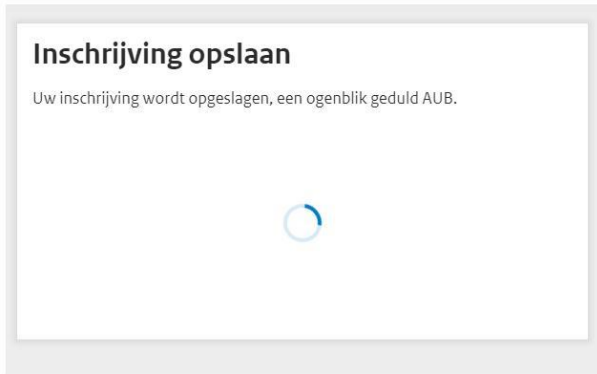 Inschrijving opslaan
Uw inschrijving wordt opgeslagen, een ogenblik geduld AUB.